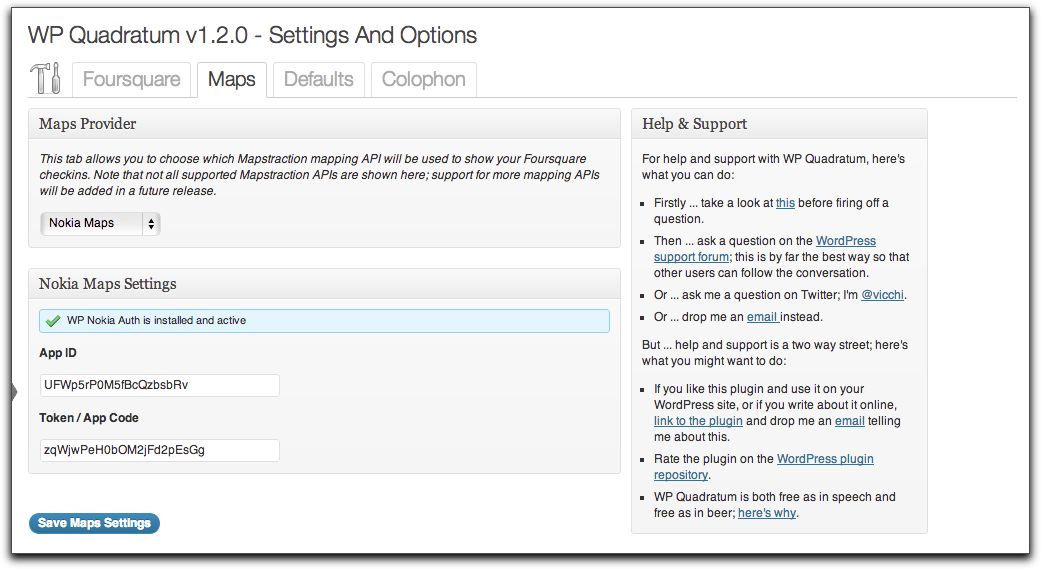 WP Quadratum v1.2.0 - Settings And Options
Foursquare
Maps
Defaults
Colophon
Maps Provider
This tab allows you to choose which Mapstraction mapping API will be used to show your Foursquare
checkins. Note that not all supported Mapstraction APIs are shown here; support for more mapping APIs
will be added in a future release.
Nokia Maps
Nokia Maps Settings
WP Nokia Auth is installed and active
App ID
UFWp5rP0M5fBcQzbsbRv
Token / App Code
zqWjwPeH0bOM2jFd2pEsGg
Save Maps Settings
Help & Support
For help and support with WP Quadratum, here's
what you can do:
Firstly ... take a look at this before firing off a
question.
Then ... ask a question on the WordPress
support forum; this is by far the best way so that
other users can follow the conversation.
Or ... ask me a question on Twitter; I'm @vicchi.
Or ... drop me an email instead.
But ... help and support is a two way street; here's
what you might want to do:
If you like this plugin and use it on your
WordPress site, or if you write about it online,
link to the plugin and drop me an email telling
me about this.
Rate the plugin on the WordPress plugin
repository.
WP Quadratum is both free as in speech and
free as in beer; here's why.